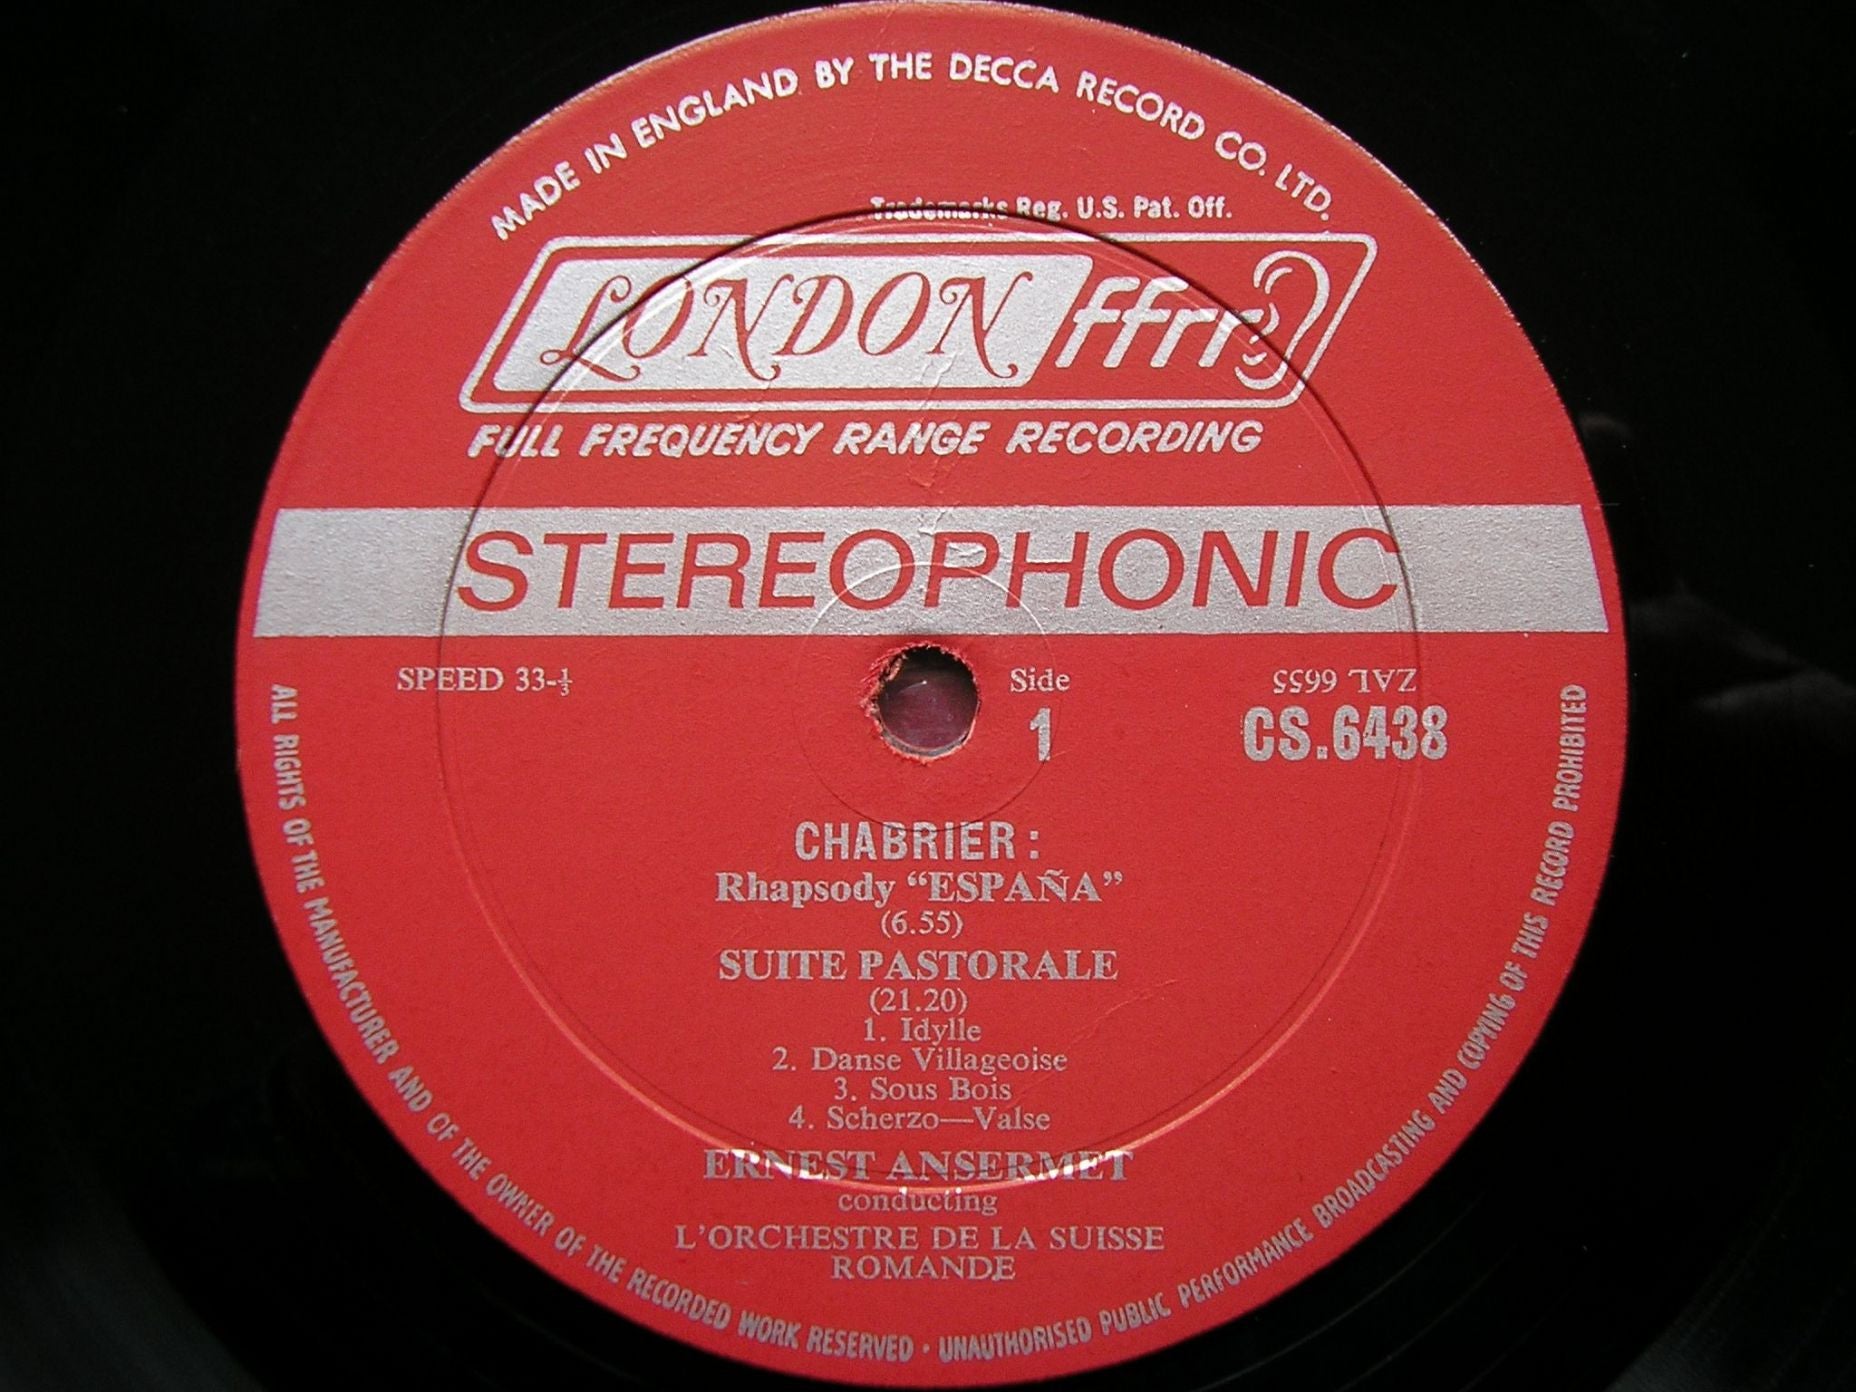 MADE IN ENGLAND BY THE DECCA RECORD CO. LTD.
Trademarks Reg. U.S. Pat. Off.
LONDON ffrr
FULL FREQUENCY RANGE RECORDING
STEREOPHONIC
SPEED 33-⅓
Side
1
ZAL 6655
CS.6438
CHABRIER:
Rhapsody “ESPAÑA”
(6.55)
SUITE PASTORALE
(21.20)
1. Idylle
2. Danse Villageoise
3. Sous Bois
4. Scherzo—Valse
ERNEST ANSERMET
conducting
L'ORCHESTRE DE LA SUISSE
ROMANDE
ALL RIGHTS OF THE MANUFACTURER AND OF THE OWNER OF THE RECORDED WORK RESERVED · UNAUTHORISED PUBLIC PERFORMANCE BROADCASTING AND COPYING OF THIS RECORD PROHIBITED